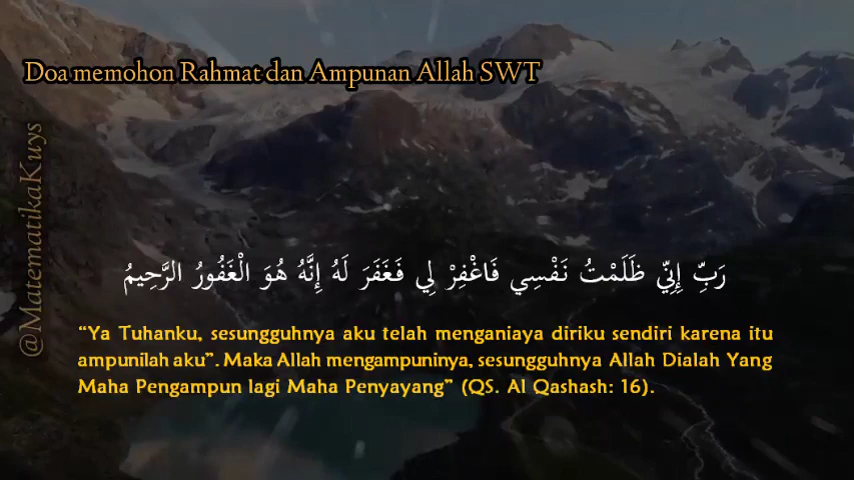 Doa memohon Rahmat dan Ampunan Allah SWT
@MatematikaKuys
رَبِّ إِنِّي ظَلَمْتُ نَفْسِي فَاغْفِرْ لِي فَغَفَرَ لَهُ إِنَّهُ هُوَ الْغَفُورُ الرَّحِيمُ
“Ya Tuhanku, sesungguhnya aku telah menganiaya diriku sendiri karena itu
ampunilah aku”. Maka Allah mengampuninya, sesungguhnya Allah Dialah Yang
Maha Pengampun lagi Maha Penyayang” (QS. Al Qashash: 16).